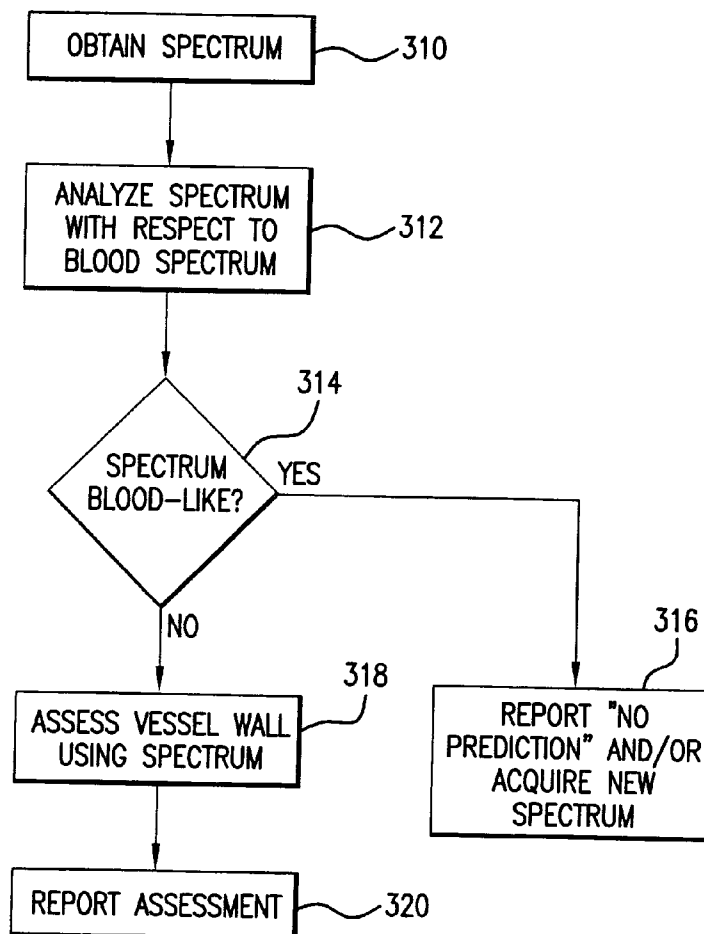 OBTAIN SPECTRUM
310
ANALYZE SPECTRUM
WITH RESPECT TO
BLOOD SPECTRUM
312
314
SPECTRUM
BLOOD-LIKE?
YES
NO
316
318
ASSESS VESSEL WALL
USING SPECTRUM
REPORT "NO
PREDICTION" AND/OR
ACQUIRE NEW
SPECTRUM
REPORT ASSESSMENT
320